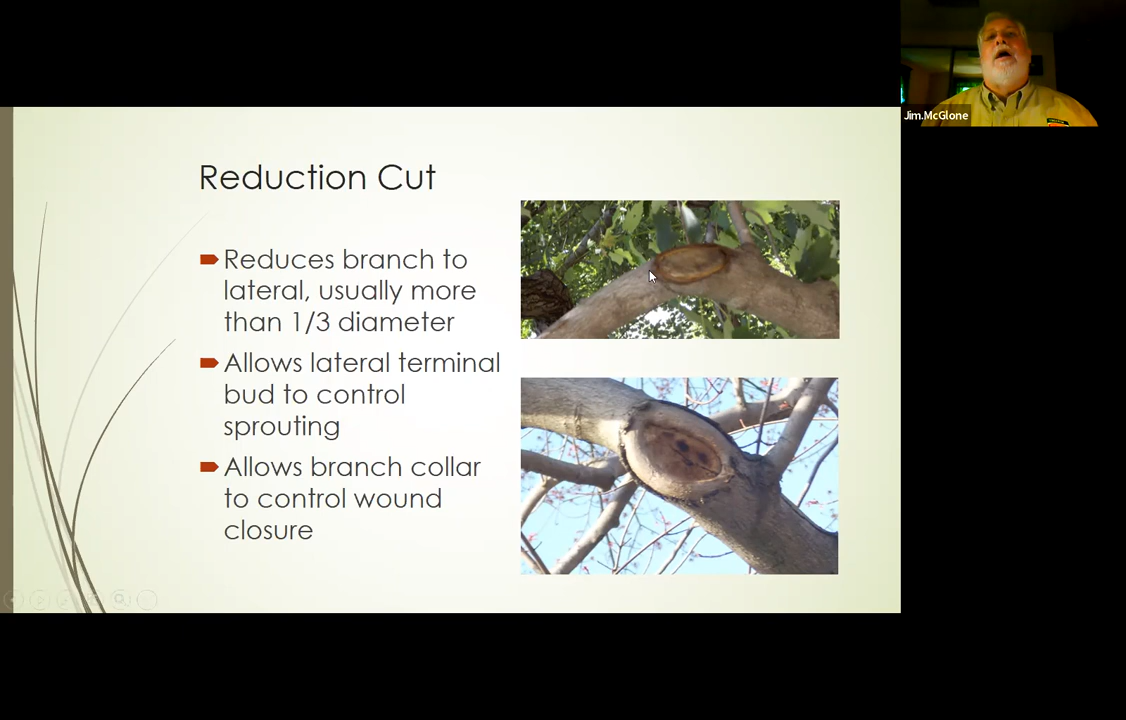 Jim.McGlone
Reduction Cut
Reduces branch to
lateral, usually more
than 1/3 diameter
Allows lateral terminal
bud to control
sprouting
Allows branch collar
to control wound
closure